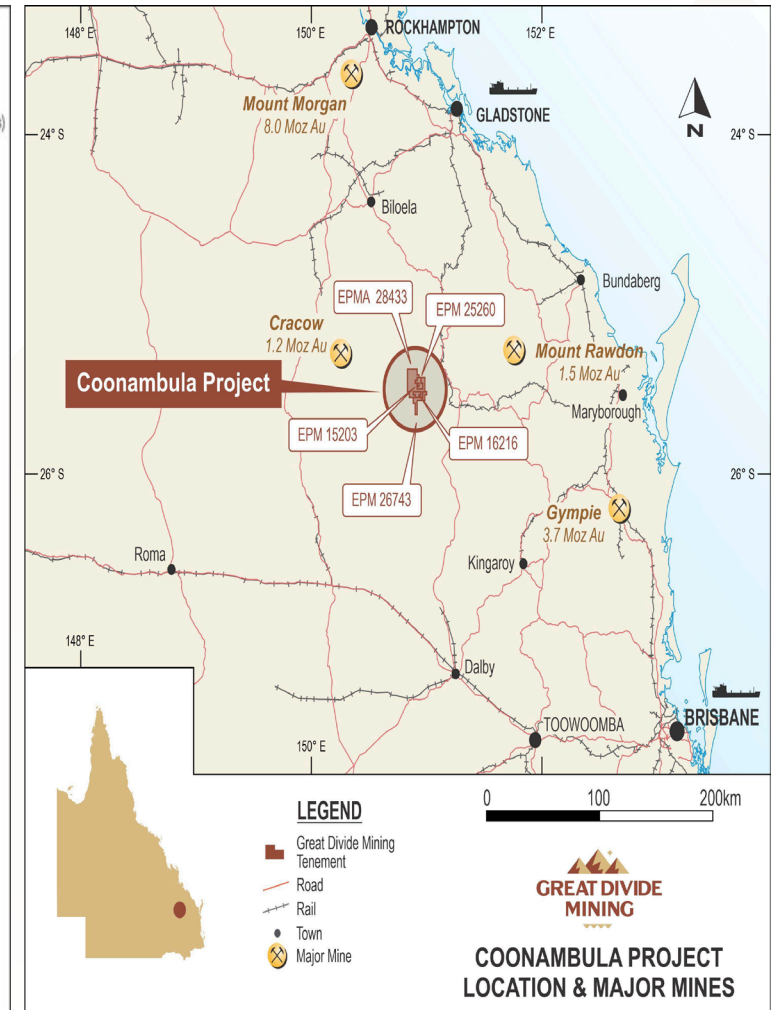 148° E
150° E
152° E
ROCKHAMPTON
Mount Morgan
8.0 Moz Au
GLADSTONE
N
s)
24° S
24° S
Biloela
Bundaberg
EPMA 28433
EPM 25260
Cracow
1.2 Moz Au
Mount Rawdon
1.5 Moz Au
Coonambula Project
Maryborough
EPM 15203
EPM 16216
26° S
26° S
EPM 26743
Gympie
3.7 Moz Au
Roma
Kingaroy
148° E
Dalby
BRISBANE
TOOWOOMBA
150° E
LEGEND
Great Divide Mining
Tenement
Road
Rail
Town
Major Mine
0 100 200km
GREAT DIVIDE
MINING
COONAMBULA PROJECT
LOCATION & MAJOR MINES